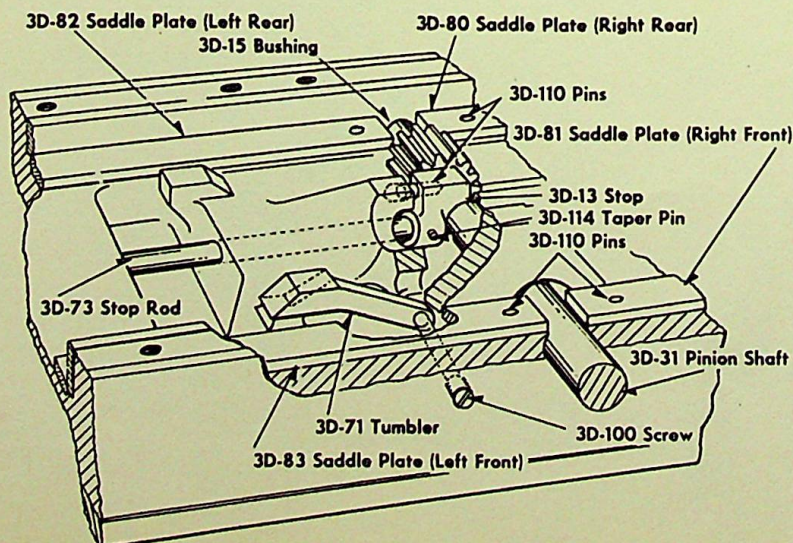 3D-82 Saddle Plate (Left Rear)
3D-80 Saddle Plate (Right Rear)
3D-15 Bushing
3D-110 Pins
3D-81 Saddle Plate (Right Front)
3D-13 Stop
3D-114 Taper Pin
3D-110 Pins
3D-73 Stop Rod
3D-31 Pinion Shaft
3D-71 Tumbler
3D-100 Screw
3D-83 Saddle Plate (Left Front)